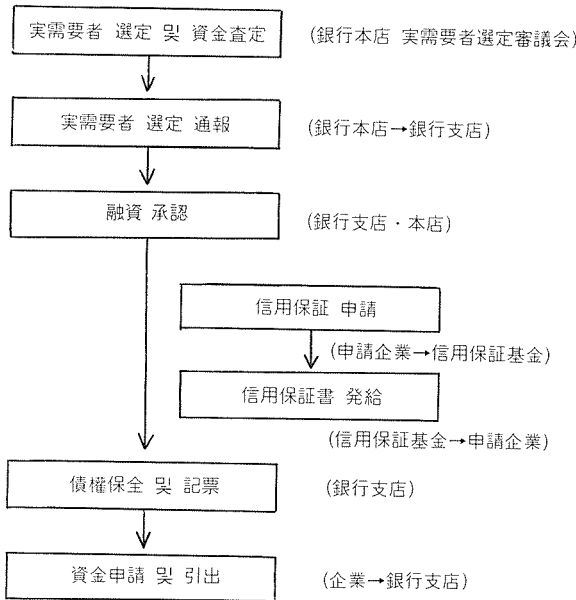 実需要者 選定 및 資金査定 (銀行本店 実需要者選定審議会)
実需要者 選定 通報 (銀行本店→銀行支店)
融資 承認 (銀行支店・本店)
信用保証 申請
(申請企業→信用保証基金)
信用保証書 発給
(信用保証基金→申請企業)
債權保全 및 記票 (銀行支店)
資金申請 및 引出 (企業→銀行支店)